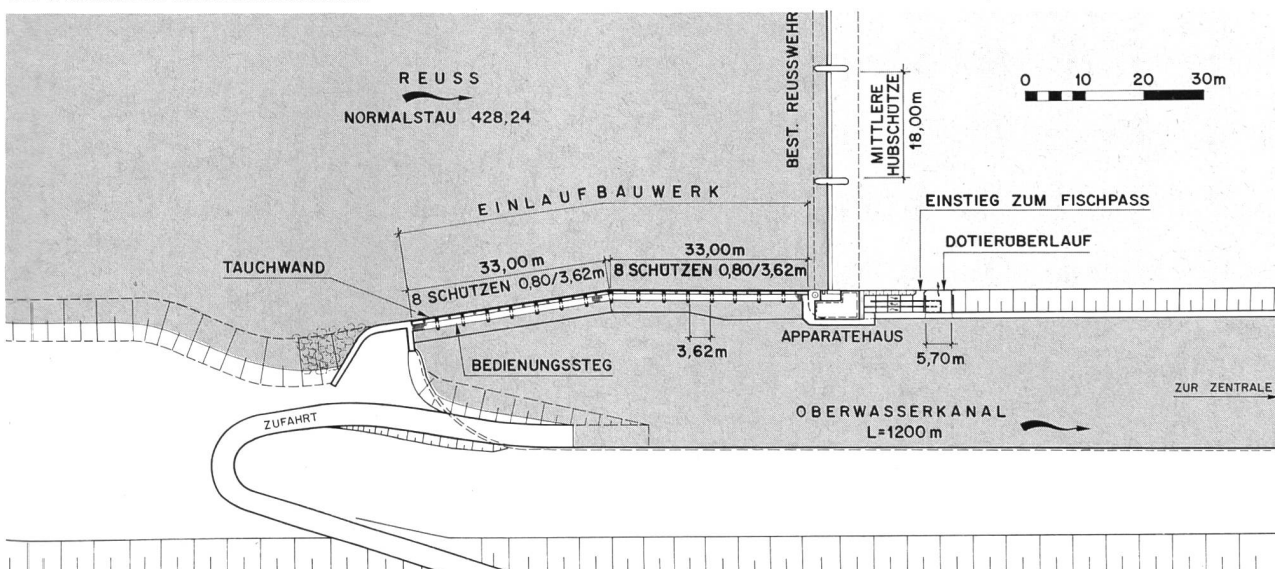 REUSS
NORMALSTAU 428,24
BEST. REUSSWEHR
MITTLERE
HUBSCHÜTZE
18,00m
0 10 20 30m
EINLAUFBAUWERK
EINSTIEG ZUM FISCHPASS
DOTIERÜBERLAUF
TAUCHWAND
33,00m
8 SCHÜTZEN 0,80/3,62m
33,00m
8 SCHÜTZEN 0,80/3,62m
APPARATEHAUS
3,62m
5,70m
BEDIENUNGSSTEG
ZUR ZENTRALE
ZUFAHRT
OBERWASSERKANAL
L=1200 m